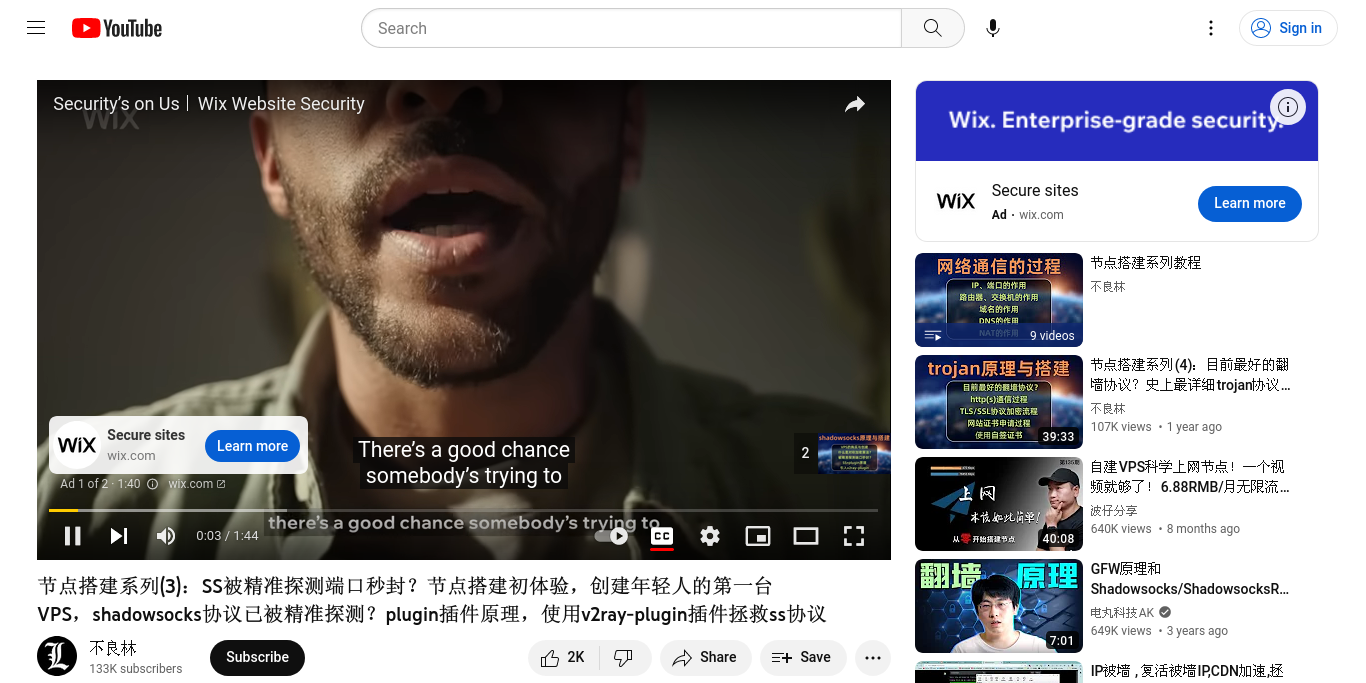 YouTube
Search
Sign in
Security’s on Us | Wix Website Security
WiX
Secure sites
wix.com
Learn more
Ad 1 of 2 · 1:40
wix.com
There’s a good chance
somebody’s trying to
there’s a good chance somebody’s trying to
2
shadowsocks原理与搭建
0:03 / 1:44
CC
节点搭建系列(3)：SS被精准探测端口秒封？节点搭建初体验，创建年轻人的第一台
VPS，shadowsocks协议已被精准探测？plugin插件原理，使用v2ray-plugin插件拯救ss协议
不良林
133K subscribers
Subscribe
2K
Share
Save
Wix. Enterprise-grade security.
WiX
Secure sites
Ad · wix.com
Learn more
网络通信的过程
IP、端口的作用
路由器、交换机的作用
域名的作用
DNS的作用
NAT的作用
9 videos
节点搭建系列教程
不良林
trojan原理与搭建
目前最好的翻墙协议?
http(s)通信过程
TLS/SSL协议加密流程
网站证书申请过程
使用自签证书
39:33
节点搭建系列(4)：目前最好的翻
墙协议？史上最详细trojan协议...
不良林
107K views • 1 year ago
上网
本该如此简单!
从零开始搭建节点
40:08
自建VPS科学上网节点！一个视
频就够了！6.88RMB/月无限流...
波仔分享
640K views • 8 months ago
翻墙 原理
7:01
GFW原理和
Shadowsocks/ShadowsocksR...
电丸科技AK
649K views • 3 years ago
IP被墙 , 复活被墙IP,CDN加速,拯